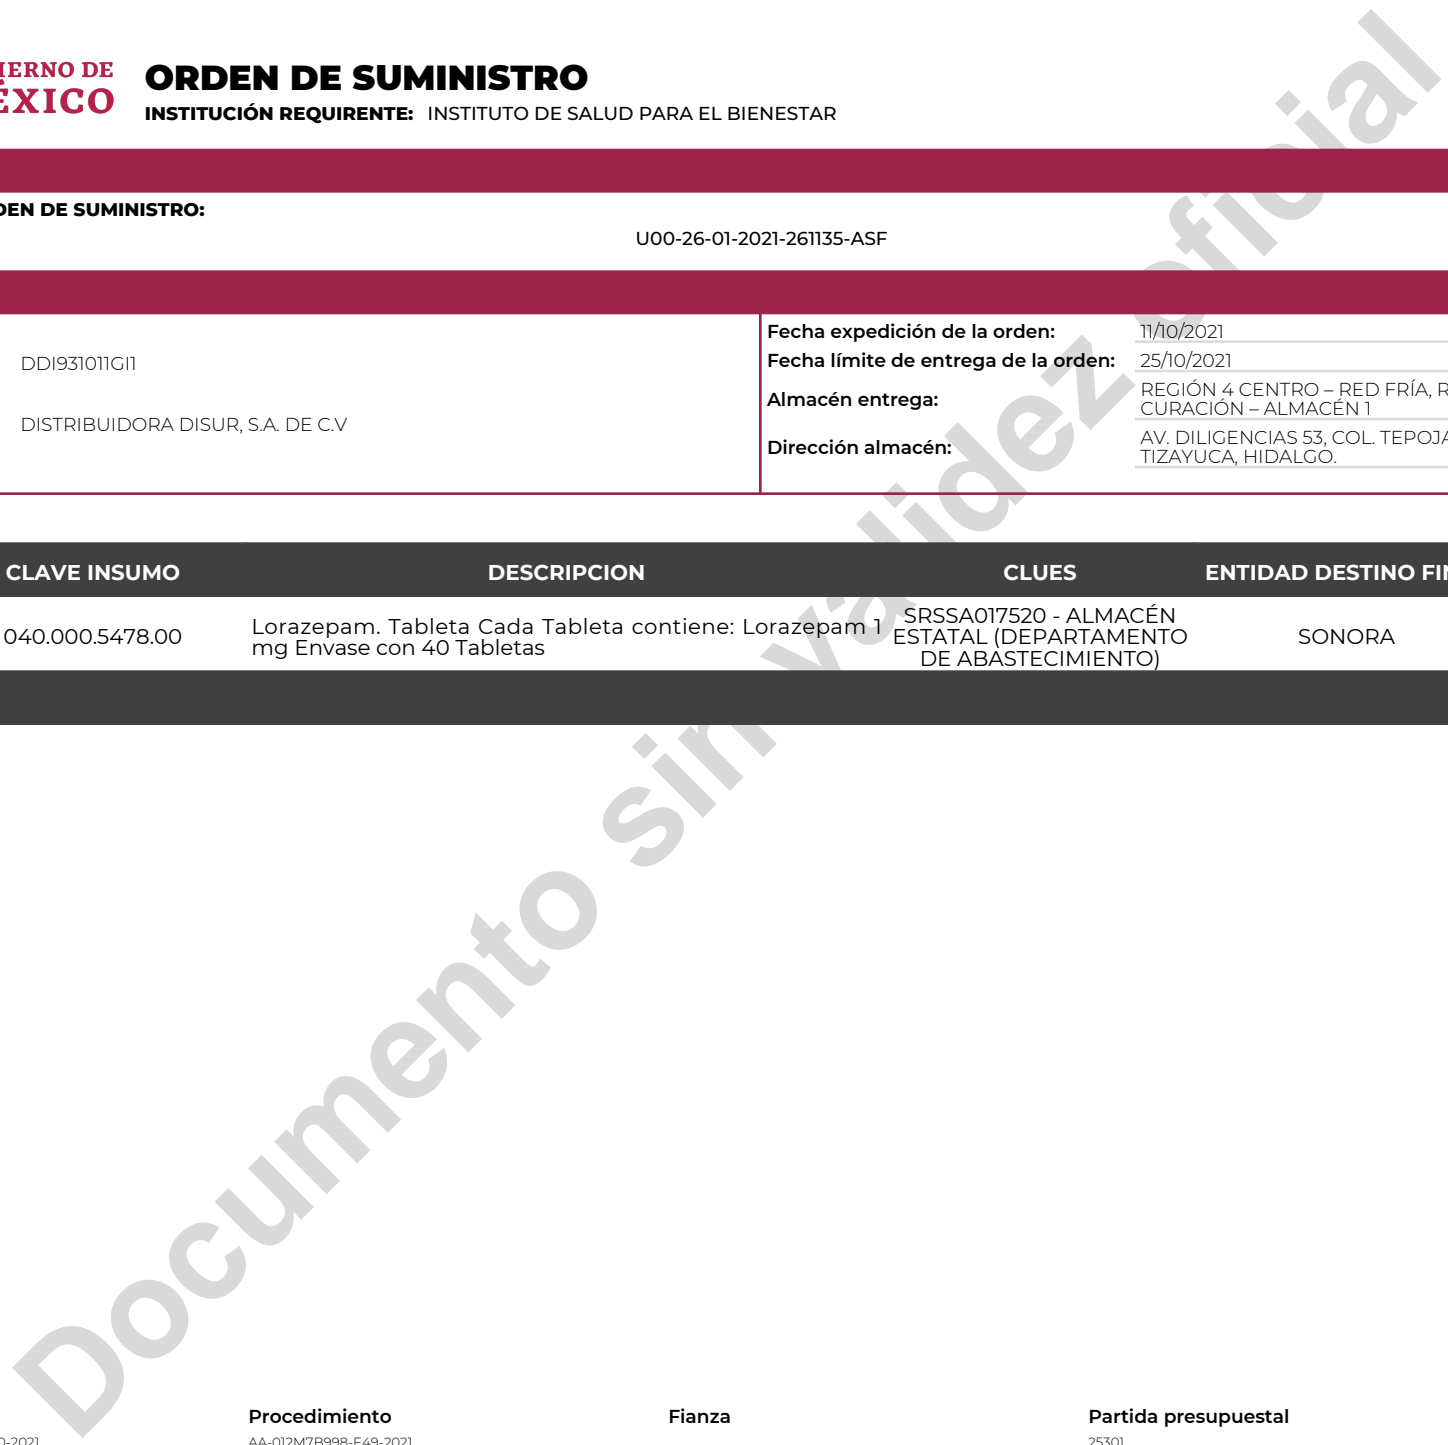 ORDEN DE SUMINISTRO
INSTITUCIÓN REQUIRENTE: INSTITUTO DE SALUD PARA EL BIENESTAR
DE
XICO
DE SUMINISTRO:
U00-26-01-2021-261135-ASF
DDI931011GI1
DISTRIBUIDORA DISUR, S.A. DE C.V
Fecha expedición de la orden: 11/10/2021
Fecha límite de entrega de la orden: 25/10/2021
Almacén entrega: REGIÓN 4 CENTRO – RED FRÍA,
CURACIÓN – ALMACÉN 1
Dirección almacén: AV. DILIGENCIAS 53, COL.
TIZAYUCA, HIDALGO.
CLAVE INSUMO DESCRIPCION CLUES ENTIDAD DESTINO
040.000.5478.00
Lorazepam. Tableta Cada Tableta contiene: Lorazepam 1
mg Envase con 40 Tabletas
SRSSA017520 - ALMACÉN
ESTATAL (DEPARTAMENTO
DE ABASTECIMIENTO)
SONORA
Documento sin validez oficial
Procedimiento Fianza Partida presupuestal
AA-012M7B998-E49-2021 25301